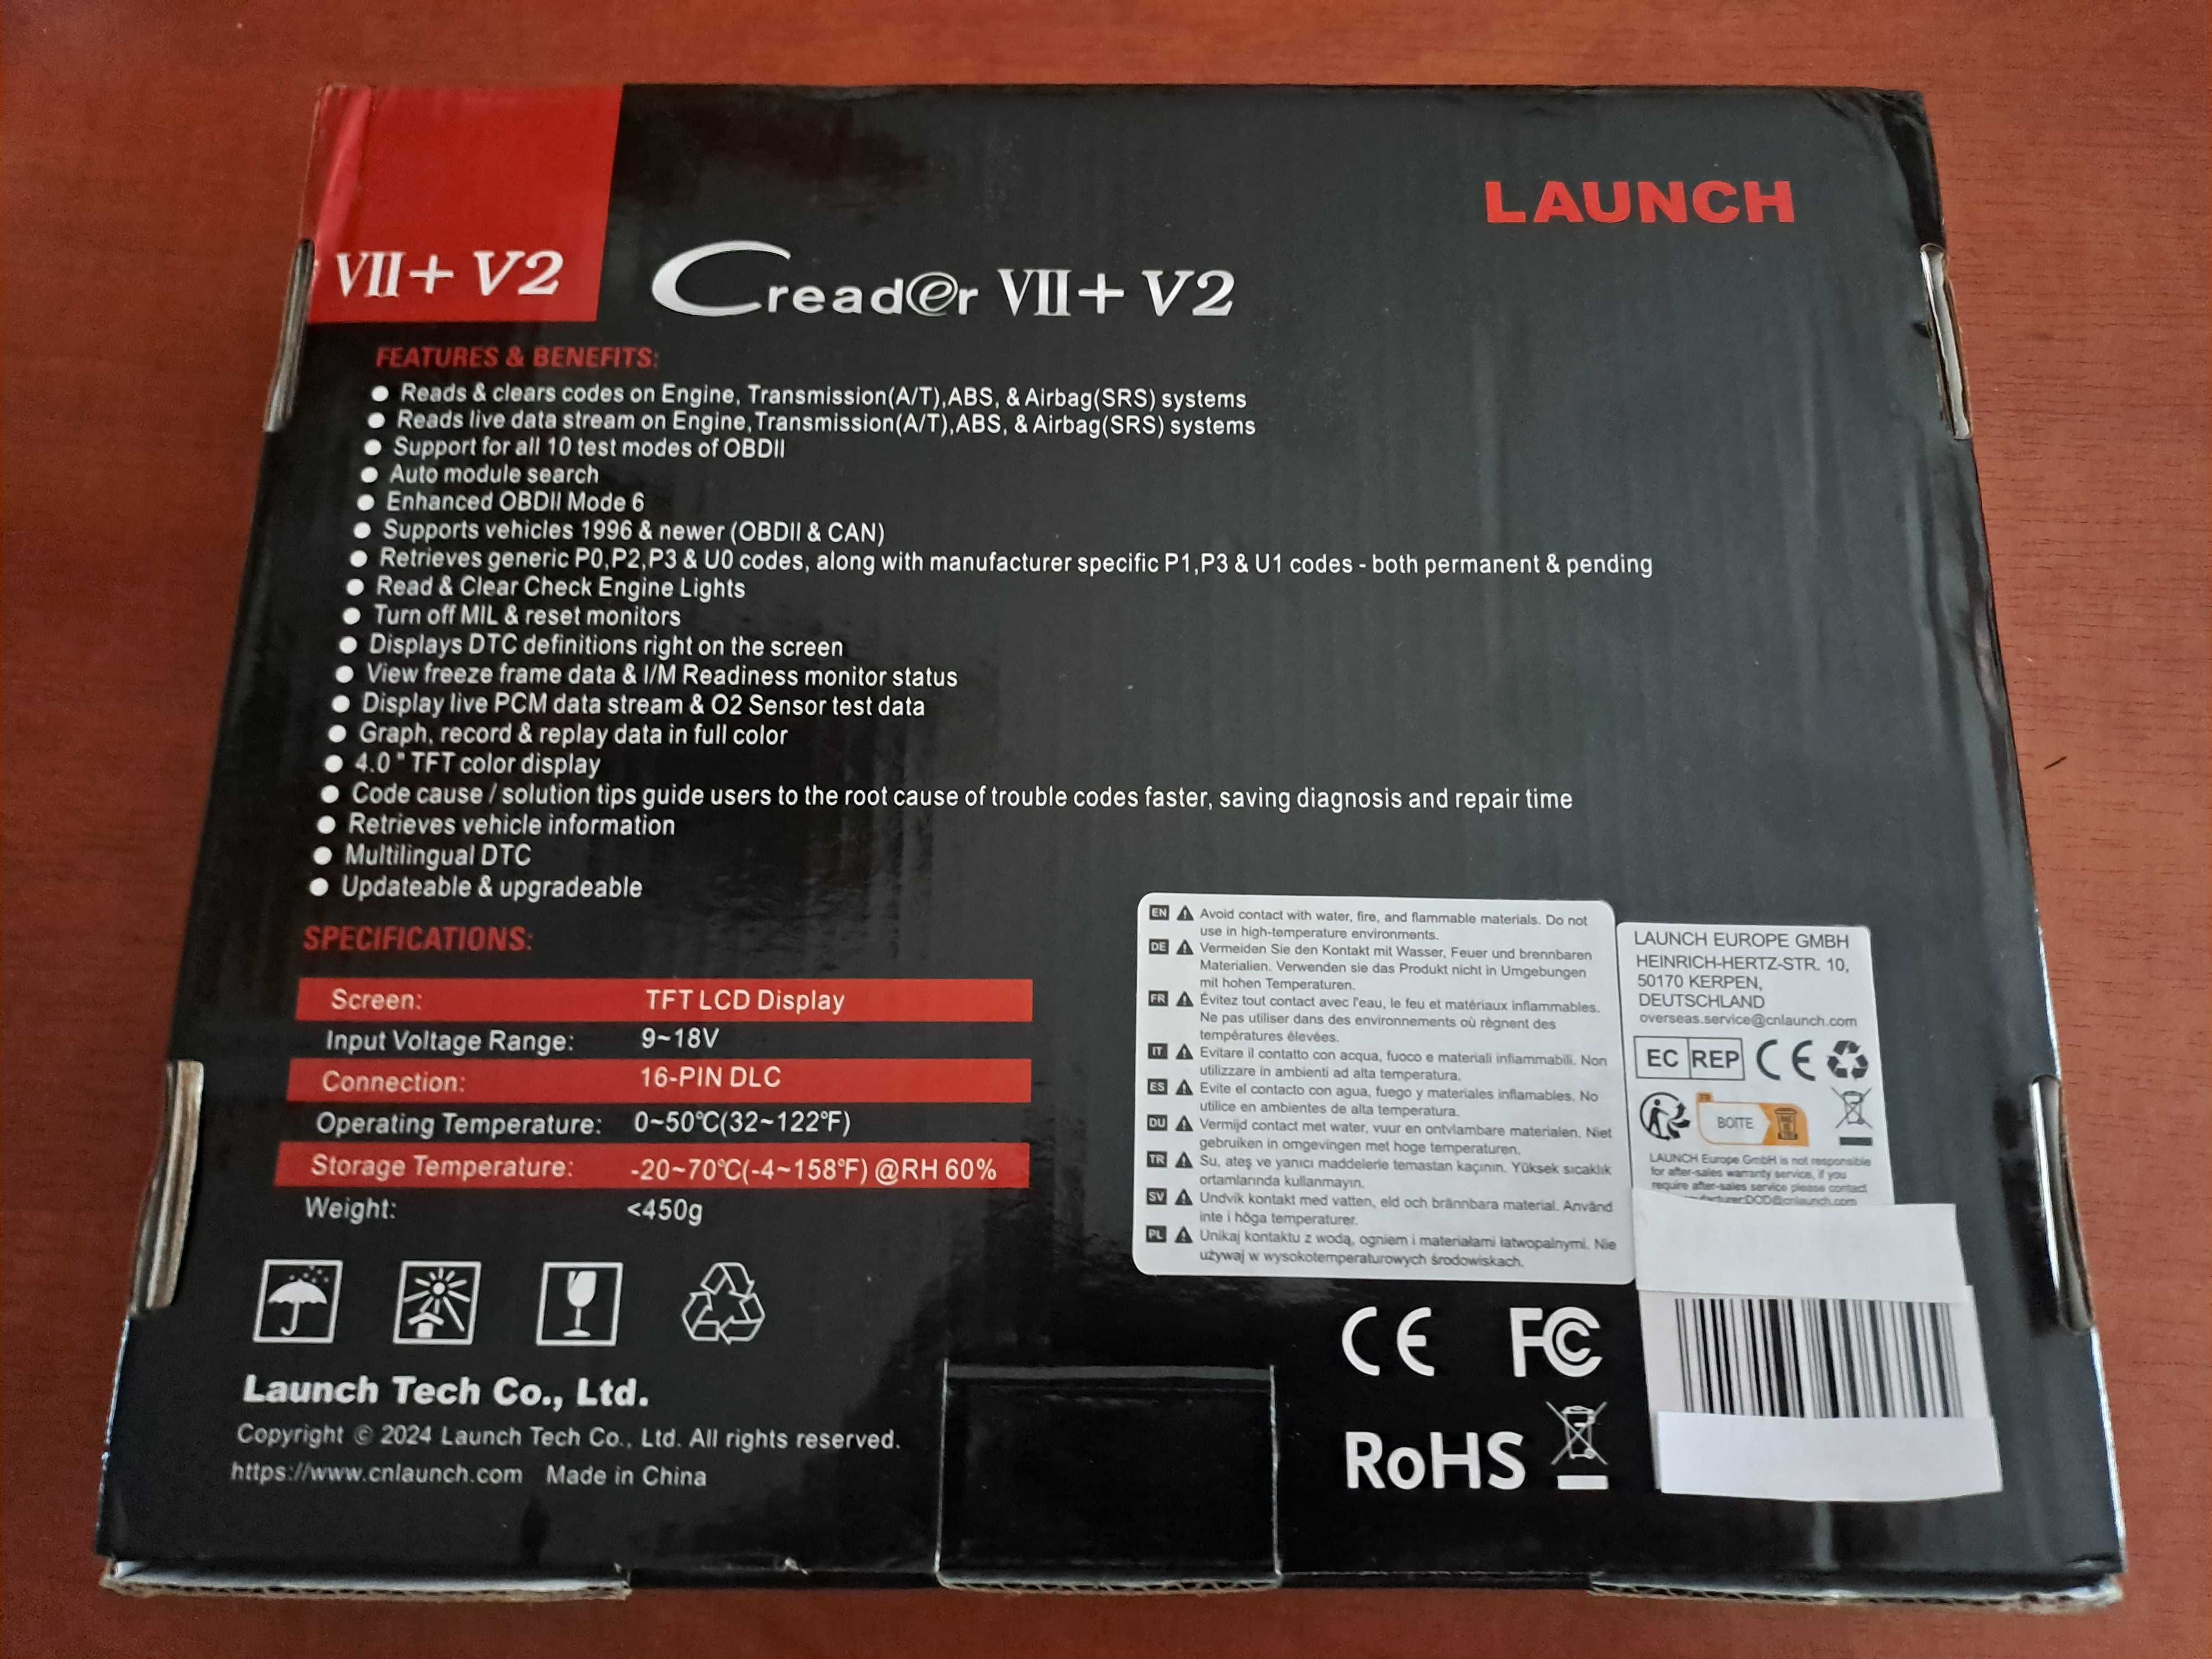 LAUNCH
VII+ V2
Creader VII+ V2
FEATURES & BENEFITS:
● Reads & clears codes on Engine, Transmission(A/T),ABS, & Airbag(SRS) systems
● Reads live data stream on Engine,Transmission(A/T),ABS, & Airbag(SRS) systems
● Support for all 10 test modes of OBDII
● Auto module search
● Enhanced OBDII Mode 6
● Supports vehicles 1996 & newer (OBDII & CAN)
● Retrieves generic P0,P2,P3 & U0 codes, along with manufacturer specific P1,P3 & U1 codes - both permanent & pending
● Read & Clear Check Engine Lights
● Turn off MIL & reset monitors
● Displays DTC definitions right on the screen
● View freeze frame data & I/M Readiness monitor status
● Display live PCM data stream & O2 Sensor test data
● Graph, record & replay data in full color
● 4.0 " TFT color display
● Code cause / solution tips guide users to the root cause of trouble codes faster, saving diagnosis and repair time
● Retrieves vehicle information
● Multilingual DTC
● Updateable & upgradeable
SPECIFICATIONS:
Screen: TFT LCD Display
Input Voltage Range: 9~18V
Connection: 16-PIN DLC
Operating Temperature: 0~50℃(32~122℉)
Storage Temperature: -20~70℃(-4~158℉) @RH 60%
Weight: <450g
Launch Tech Co., Ltd.
Copyright © 2024 Launch Tech Co., Ltd. All rights reserved.
https://www.cnlaunch.com Made in China
EN Avoid contact with water, fire, and flammable materials. Do not
use in high-temperature environments.
DE Vermeiden Sie den Kontakt mit Wasser, Feuer und brennbaren
Materialien. Verwenden sie das Produkt nicht in Umgebungen
mit hohen Temperaturen.
FR Évitez tout contact avec l'eau, le feu et matériaux inflammables.
Ne pas utiliser dans des environnements où règnent des
températures élevées.
IT Evitare il contatto con acqua, fuoco e materiali infiammabili. Non
utilizzare in ambienti ad alta temperatura.
ES Evite el contacto con agua, fuego y materiales inflamables. No
utilice en ambientes de alta temperatura.
DU Vermijd contact met water, vuur en ontvlambare materialen. Niet
gebruiken in omgevingen met hoge temperaturen.
TR Su, ateş ve yanıcı maddelerle temastan kaçının. Yüksek sıcaklık
ortamlarında kullanmayın.
SV Undvik kontakt med vatten, eld och brännbara material. Använd
inte i höga temperaturer.
PL Unikaj kontaktu z wodą, ogniem i materiałami łatwopalnymi. Nie
używaj w wysokotemperaturowych środowiskach.
LAUNCH EUROPE GMBH
HEINRICH-HERTZ-STR. 10,
50170 KERPEN,
DEUTSCHLAND
overseas.service@cnlaunch.com
EC REP CE
BOITE
LAUNCH Europe GmbH is not responsible
for after-sales warranty service, if you
require after-sales service please contact
DOD@cnlaunch.com
CE FC
RoHS